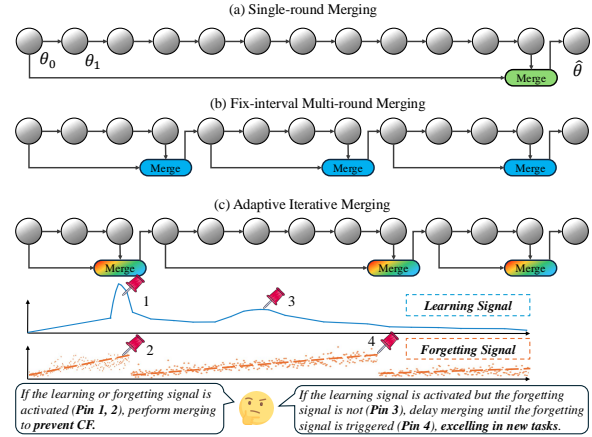 (a) Single-round Merging
θ₀ θ₁ θ̂
Merge
(b) Fix-interval Multi-round Merging
Merge Merge Merge
(c) Adaptive Iterative Merging
Merge Merge Merge
1 3
Learning Signal
2 4
Forgetting Signal
If the learning or forgetting signal is
activated (Pin 1, 2), perform merging
to prevent CF.
If the learning signal is activated but the forgetting
signal is not (Pin 3), delay merging until the forgetting
signal is triggered (Pin 4), excelling in new tasks.